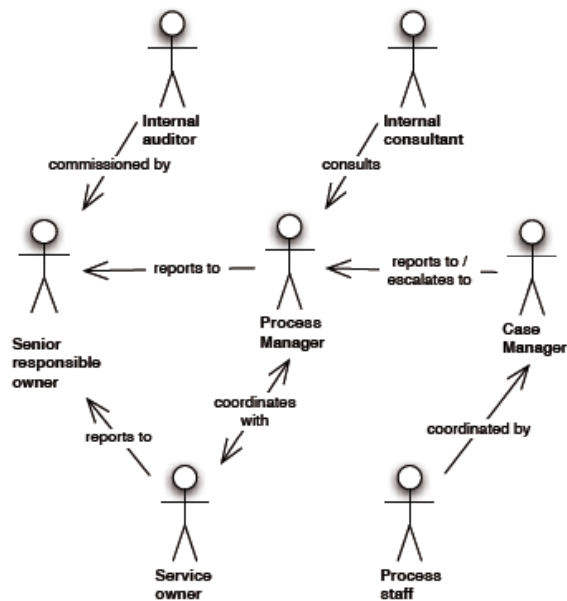 Internal
auditor
Internal
consultant
commissioned by
consults
reports to
reports to /
escalates to
Senior
responsible
owner
Process
Manager
Case
Manager
coordinates
with
reports to
coordinated by
Service
owner
Process
staff